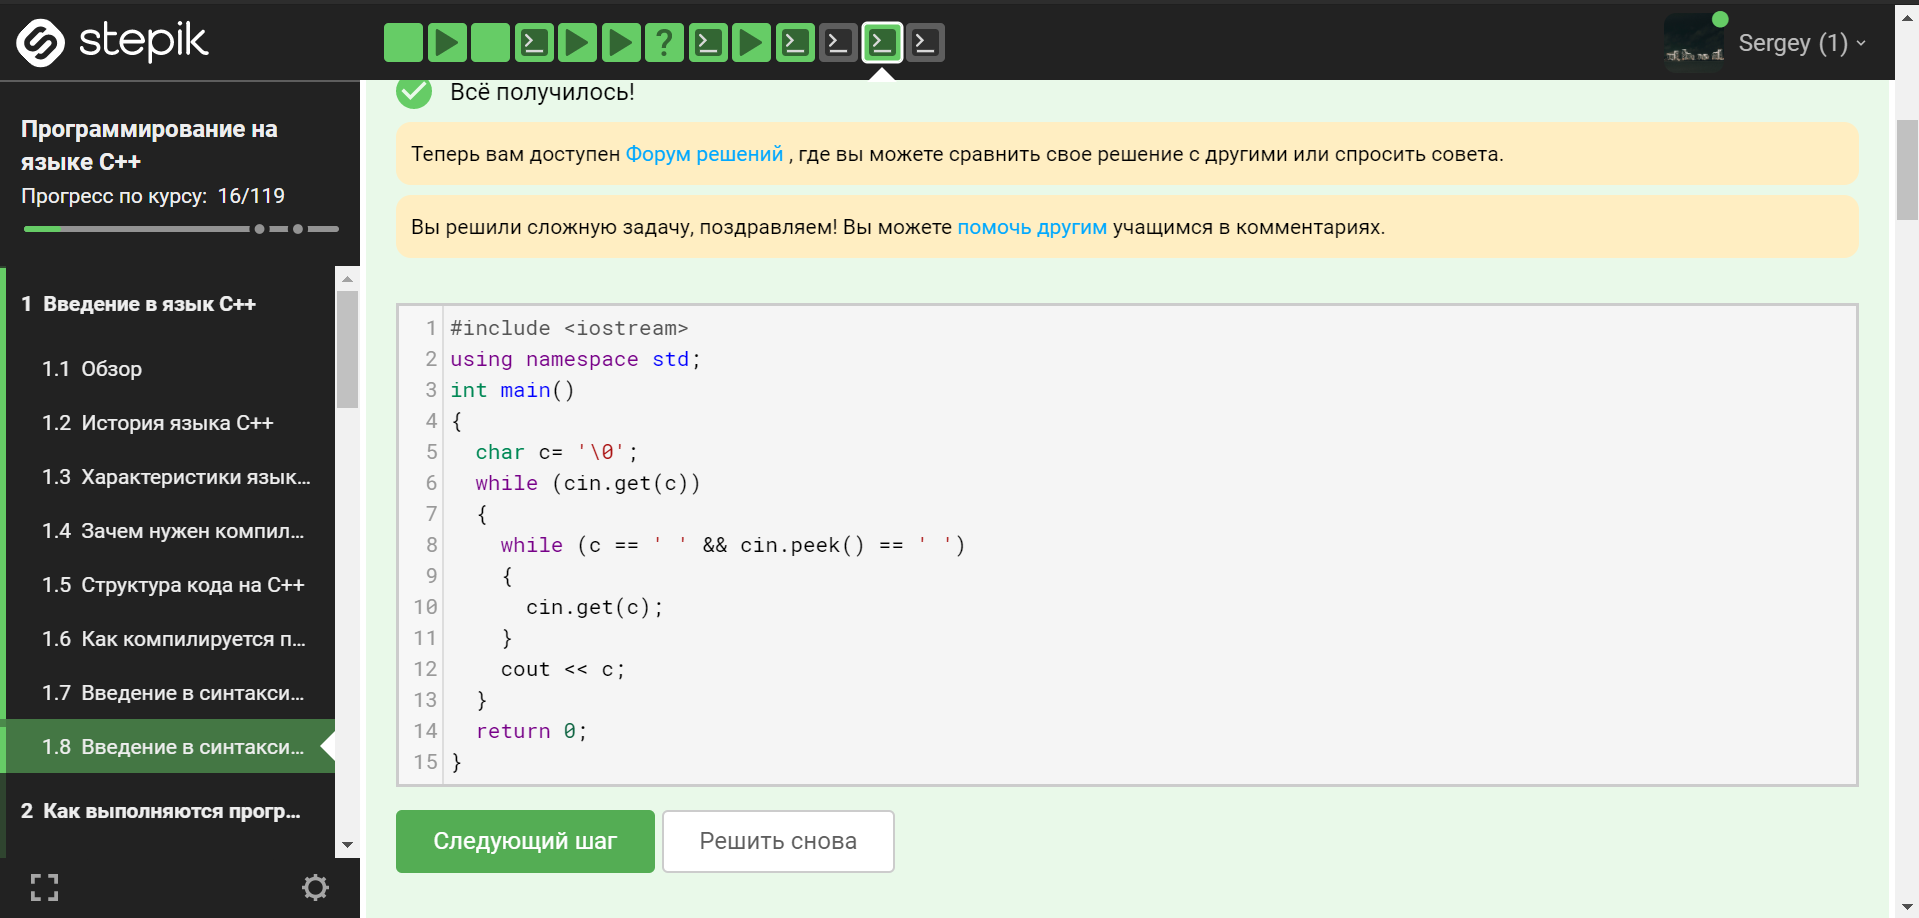 stepik
Sergey (1)
Программирование на
языке C++
Прогресс по курсу: 16/119
1 Введение в язык C++
1.1 Обзор
1.2 История языка C++
1.3 Характеристики язык...
1.4 Зачем нужен компил...
1.5 Структура кода на C++
1.6 Как компилируется п...
1.7 Введение в синтакси...
1.8 Введение в синтакси...
2 Как выполняются прогр...
Всё получилось!
Теперь вам доступен Форум решений , где вы можете сравнить свое решение с другими или спросить совета.
Вы решили сложную задачу, поздравляем! Вы можете помочь другим учащимся в комментариях.
1 #include <iostream>
2 using namespace std;
3 int main()
4 {
5   char c= '\0';
6   while (cin.get(c))
7   {
8     while (c == ' ' && cin.peek() == ' ')
9     {
10       cin.get(c);
11     }
12     cout << c;
13   }
14   return 0;
15 }
Следующий шаг
Решить снова